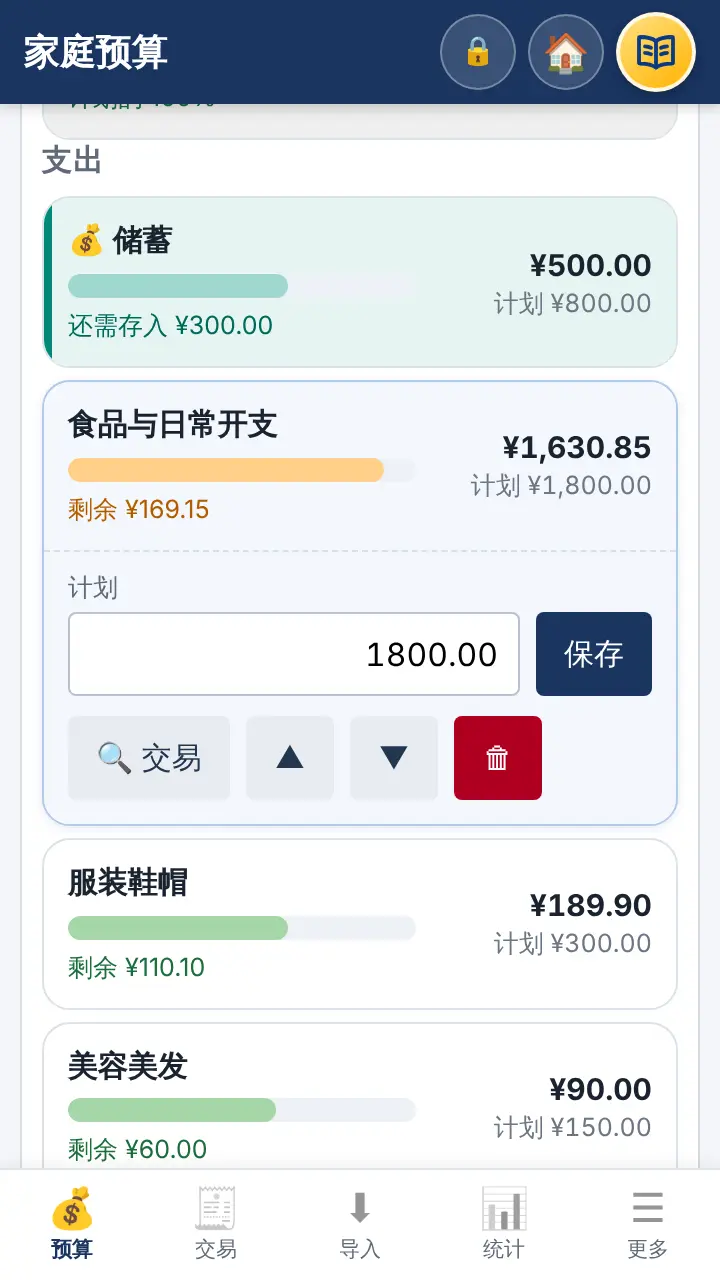 家庭预算
支出
储蓄
¥500.00
计划 ¥800.00
还需存入 ¥300.00
食品与日常开支
¥1,630.85
计划 ¥1,800.00
剩余 ¥169.15
计划
1800.00
保存
交易
服装鞋帽
¥189.90
计划 ¥300.00
剩余 ¥110.10
美容美发
¥90.00
计划 ¥150.00
剩余 ¥60.00
预算
交易
导入
统计
更多